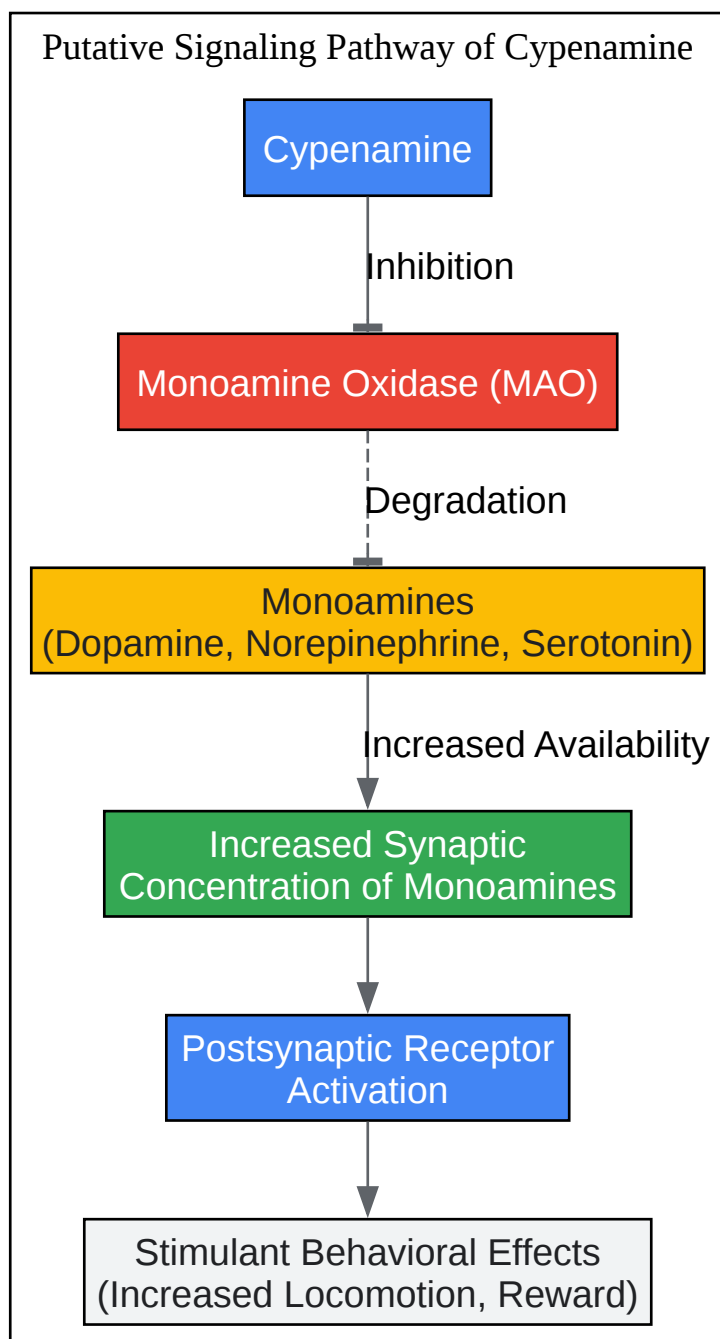 Putative Signaling Pathway of Cypenamine
Cypenamine
Inhibition
Monoamine Oxidase (MAO)
Degradation
Monoamines
(Dopamine, Norepinephrine, Serotonin)
Increased Availability
Increased Synaptic
Concentration of Monoamines
Postsynaptic Receptor
Activation
Stimulant Behavioral Effects
(Increased Locomotion, Reward)